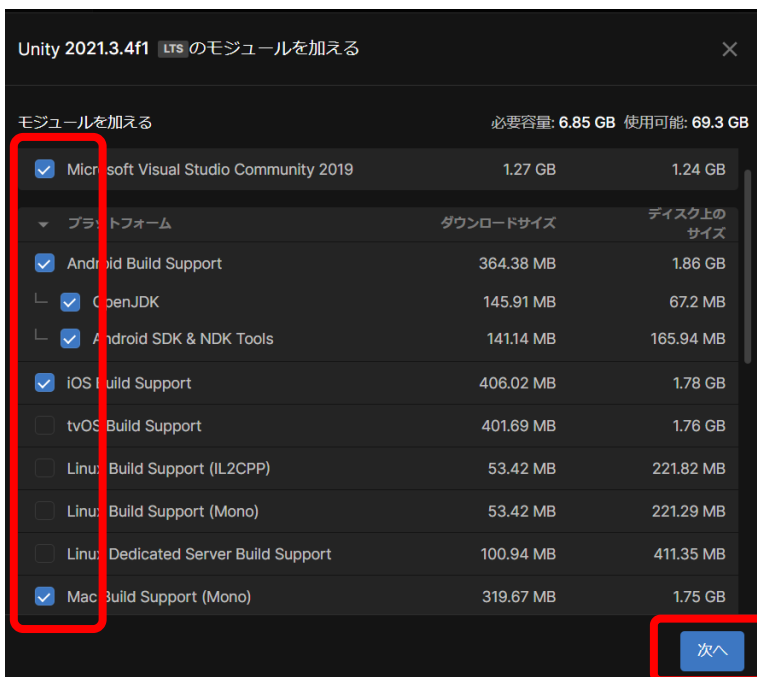 Unity 2021.3.4f1 LTS のモジュールを加える
モジュールを加える 必要容量: 6.85 GB 使用可能: 69.3 GB
Microsoft Visual Studio Community 2019 1.27 GB 1.24 GB
プラットフォーム ダウンロードサイズ ディスク上のサイズ
Android Build Support 364.38 MB 1.86 GB
OpenJDK 145.91 MB 67.2 MB
Android SDK & NDK Tools 141.14 MB 165.94 MB
iOS Build Support 406.02 MB 1.78 GB
tvOS Build Support 401.69 MB 1.76 GB
Linux Build Support (IL2CPP) 53.42 MB 221.82 MB
Linux Build Support (Mono) 53.42 MB 221.29 MB
Linux Dedicated Server Build Support 100.94 MB 411.35 MB
Mac Build Support (Mono) 319.67 MB 1.75 GB
次へ